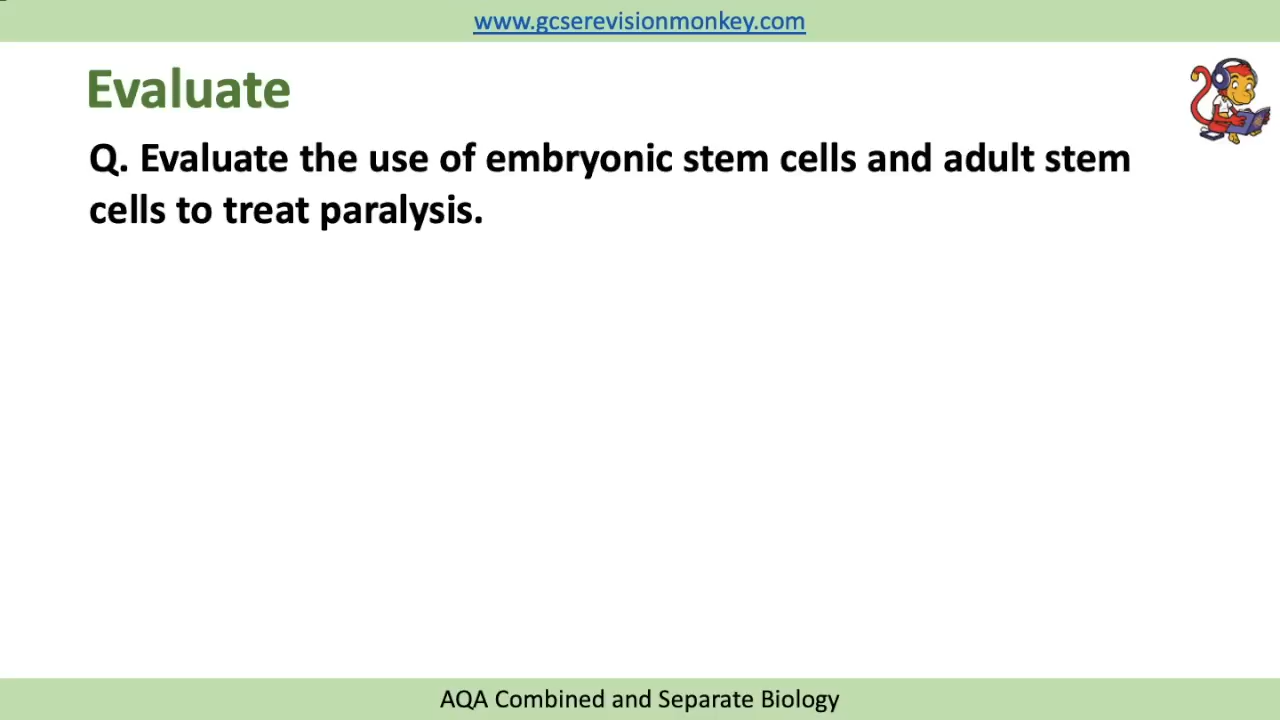 www.gcserevisionmonkey.com
Evaluate
Q. Evaluate the use of embryonic stem cells and adult stem
cells to treat paralysis.
AQA Combined and Separate Biology